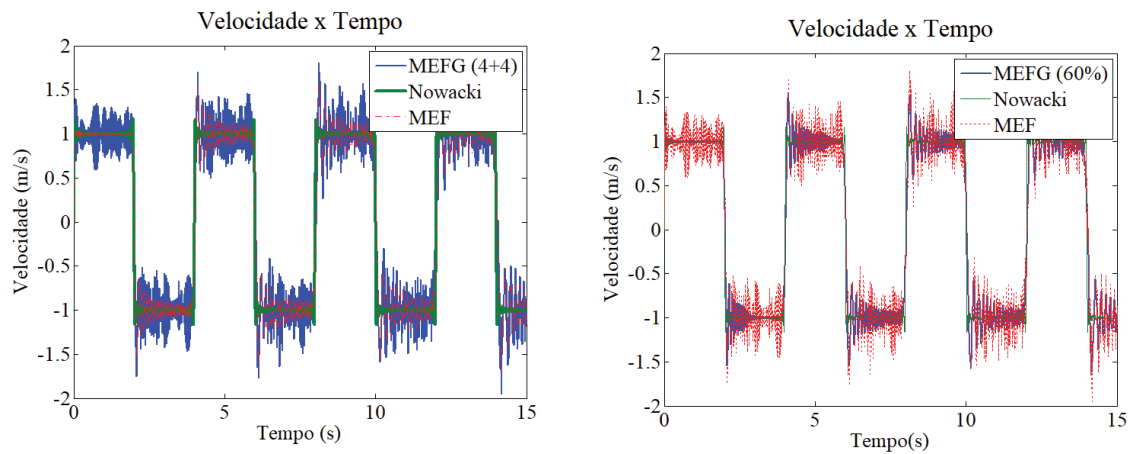 Velocidade x Tempo
2
1.5
1
0.5
0
-0.5
-1
-1.5
-2
Velocidade (m/s)
MEFG (4+4)
Nowacki
MEF
0
5
10
15
Tempo (s)
Velocidade x Tempo
2
1.5
1
0.5
0
-0.5
-1
-1.5
-2
Velocidade (m/s)
MEFG (60%)
Nowacki
MEF
0
5
10
15
Tempo(s)